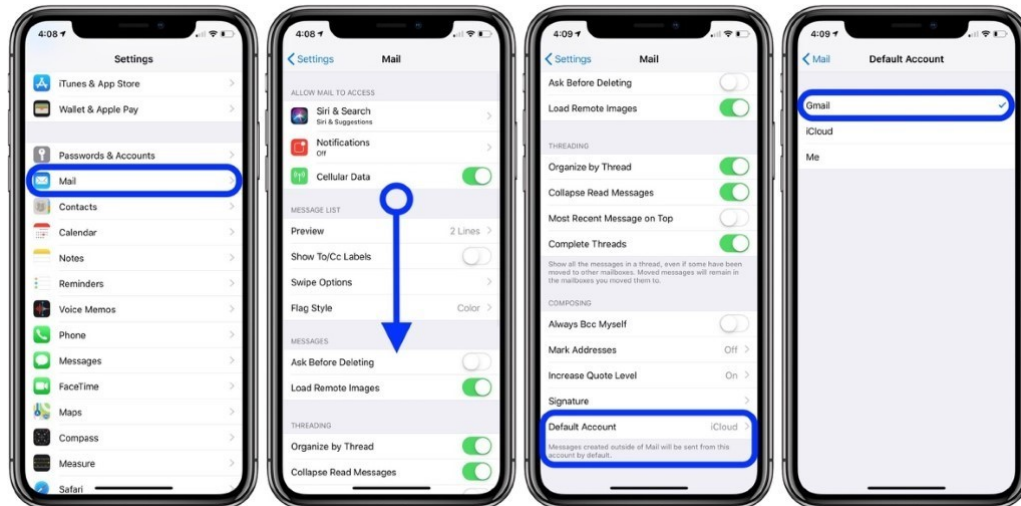 4:08
Settings
iTunes & App Store
Wallet & Apple Pay
Passwords & Accounts
Mail
Contacts
Calendar
Notes
Reminders
Voice Memos
Phone
Messages
FaceTime
Maps
Compass
Measure
Safari
4:08
Settings
Mail
ALLOW MAIL TO ACCESS
Siri & Search
Siri & Suggestions
Notifications
Off
Cellular Data
MESSAGE LIST
Preview 2 Lines
Show To/Cc Labels
Swipe Options
Flag Style Color
MESSAGES
Ask Before Deleting
Load Remote Images
THREADING
Organize by Thread
Collapse Read Messages
4:09
Settings
Mail
Ask Before Deleting
Load Remote Images
THREADING
Organize by Thread
Collapse Read Messages
Most Recent Message on Top
Complete Threads
Show all the messages in a thread, even if some have been
moved to other mailboxes. Moved messages will remain in
the mailboxes you moved them to.
COMPOSING
Always Bcc Myself
Mark Addresses Off
Increase Quote Level On
Signature
Default Account iCloud
Messages created outside of Mail will be sent from this
account by default.
4:09
Mail
Default Account
Gmail
iCloud
Me